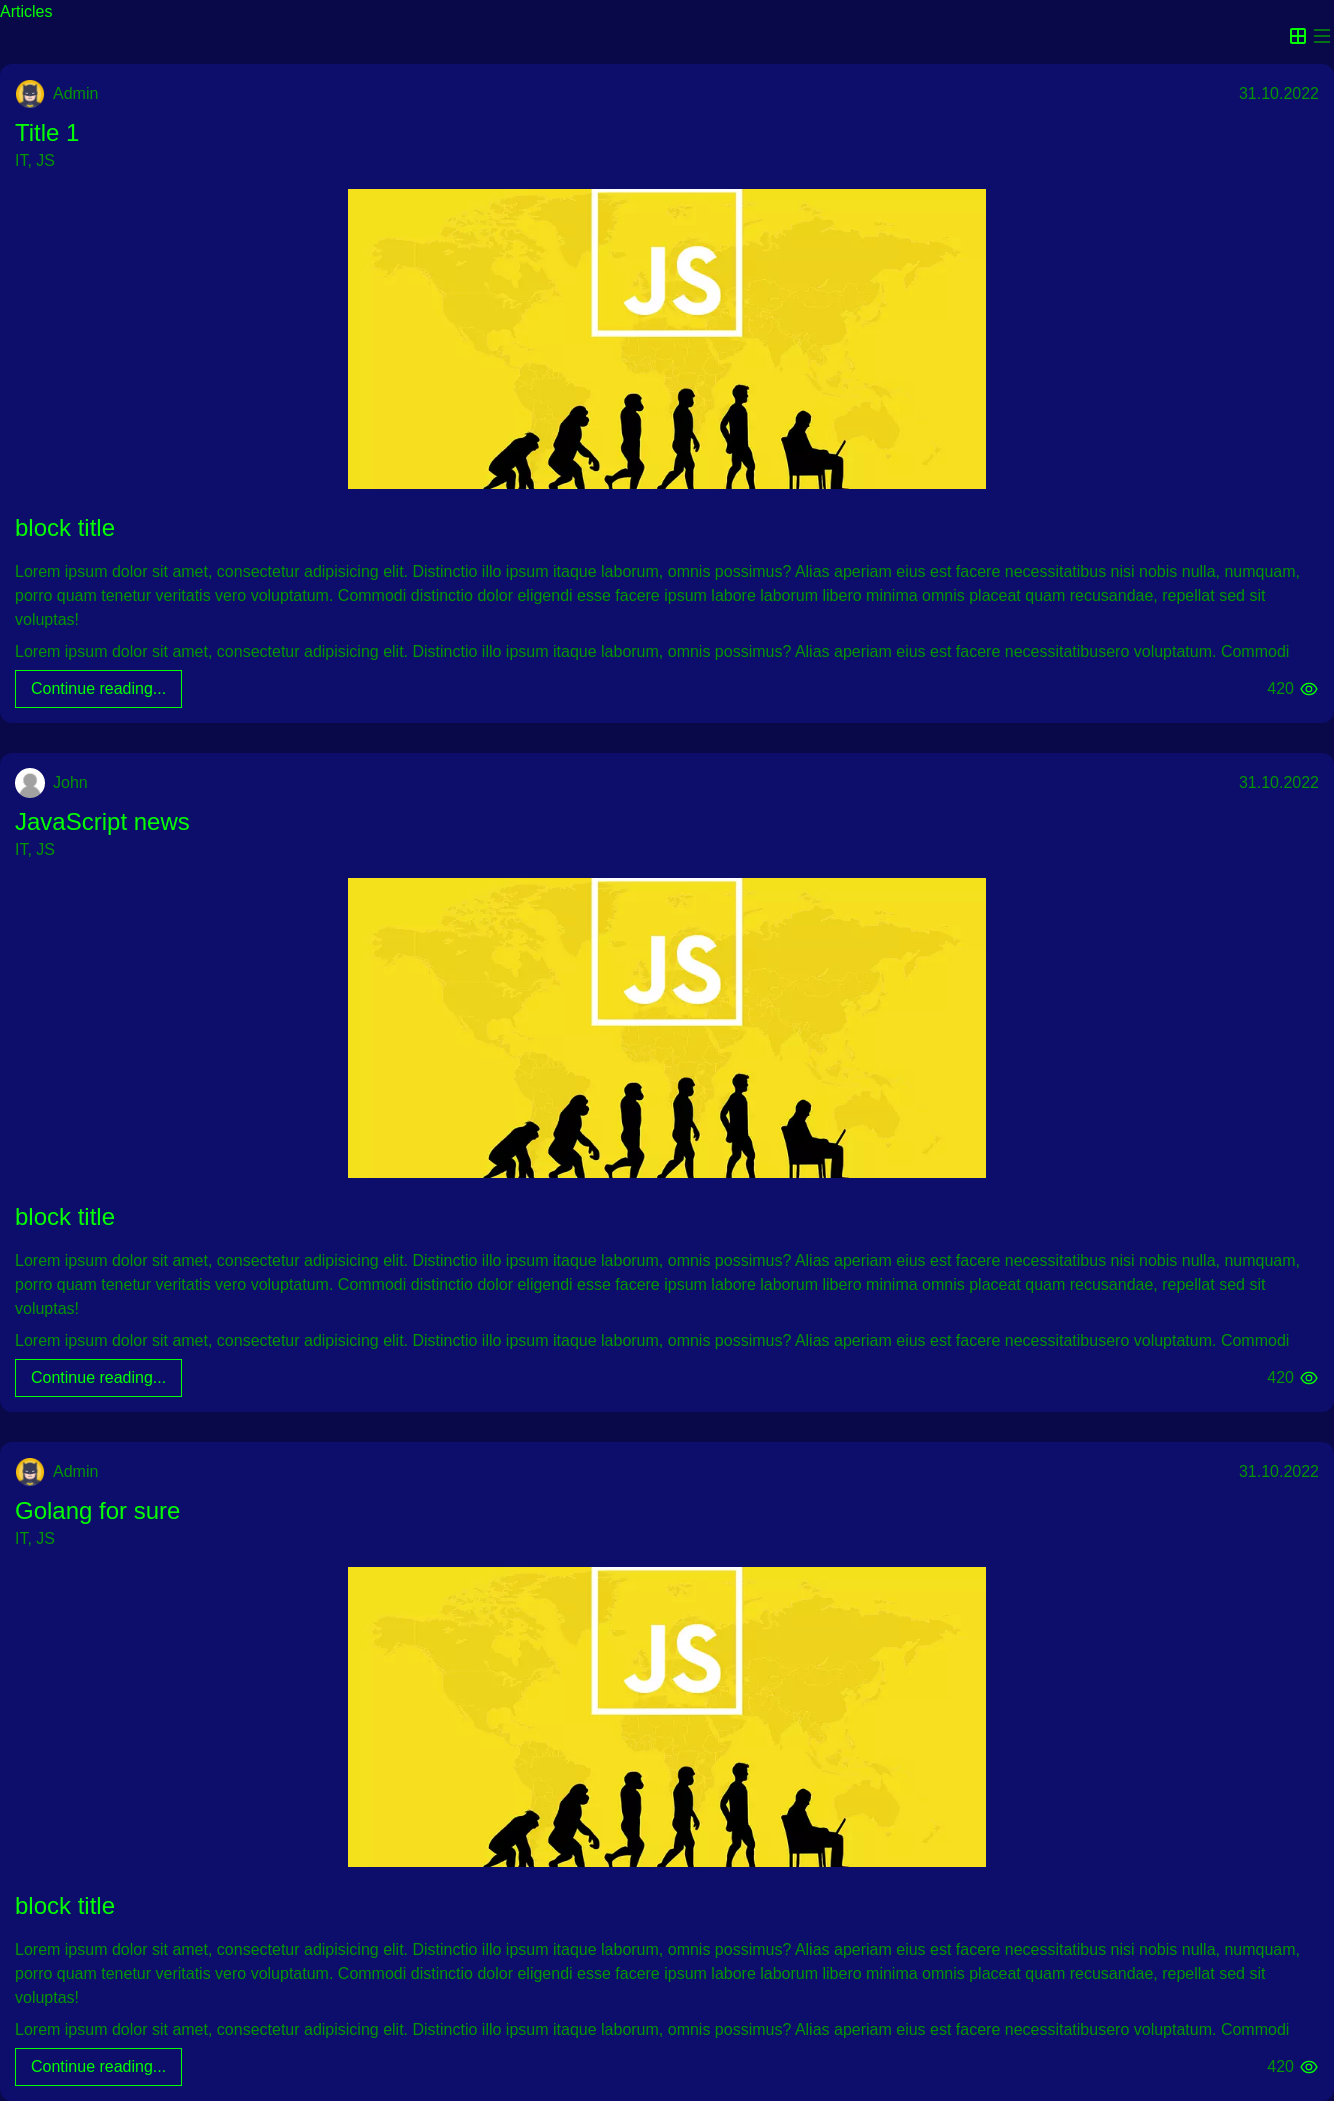 Articles
Admin 31.10.2022
Title 1
IT, JS
JS
block title
Lorem ipsum dolor sit amet, consectetur adipisicing elit. Distinctio illo ipsum itaque laborum, omnis possimus? Alias aperiam eius est facere necessitatibus nisi nobis nulla, numquam,
porro quam tenetur veritatis vero voluptatum. Commodi distinctio dolor eligendi esse facere ipsum labore laborum libero minima omnis placeat quam recusandae, repellat sed sit
voluptas!
Lorem ipsum dolor sit amet, consectetur adipisicing elit. Distinctio illo ipsum itaque laborum, omnis possimus? Alias aperiam eius est facere necessitatibusero voluptatum. Commodi
Continue reading... 420
John 31.10.2022
JavaScript news
IT, JS
JS
block title
Lorem ipsum dolor sit amet, consectetur adipisicing elit. Distinctio illo ipsum itaque laborum, omnis possimus? Alias aperiam eius est facere necessitatibus nisi nobis nulla, numquam,
porro quam tenetur veritatis vero voluptatum. Commodi distinctio dolor eligendi esse facere ipsum labore laborum libero minima omnis placeat quam recusandae, repellat sed sit
voluptas!
Lorem ipsum dolor sit amet, consectetur adipisicing elit. Distinctio illo ipsum itaque laborum, omnis possimus? Alias aperiam eius est facere necessitatibusero voluptatum. Commodi
Continue reading... 420
Admin 31.10.2022
Golang for sure
IT, JS
JS
block title
Lorem ipsum dolor sit amet, consectetur adipisicing elit. Distinctio illo ipsum itaque laborum, omnis possimus? Alias aperiam eius est facere necessitatibus nisi nobis nulla, numquam,
porro quam tenetur veritatis vero voluptatum. Commodi distinctio dolor eligendi esse facere ipsum labore laborum libero minima omnis placeat quam recusandae, repellat sed sit
voluptas!
Lorem ipsum dolor sit amet, consectetur adipisicing elit. Distinctio illo ipsum itaque laborum, omnis possimus? Alias aperiam eius est facere necessitatibusero voluptatum. Commodi
Continue reading... 420